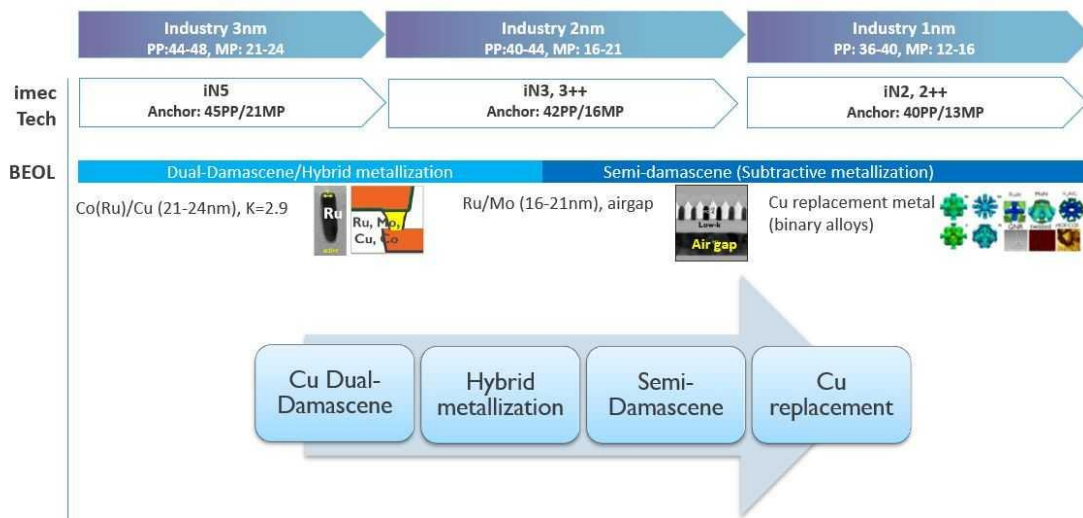 Industry 3nm
PP:44-48, MP: 21-24
Industry 2nm
PP:40-44, MP: 16-21
Industry 1nm
PP: 36-40, MP: 12-16
imec
Tech
iN5
Anchor: 45PP/21MP
iN3, 3++
Anchor: 42PP/16MP
iN2, 2++
Anchor: 40PP/13MP
BEOL
Dual-Damascene/Hybrid metallization
Semi-damascene (Subtractive metallization)
Co(Ru)/Cu (21-24nm), K=2.9
Ru
Ru, Mo,
Cu, Co
Ru/Mo (16-21nm), airgap
Low-k
Air gap
Cu replacement metal
(binary alloys)
Cu Dual-
Damascene
Hybrid
metallization
Semi-
Damascene
Cu
replacement